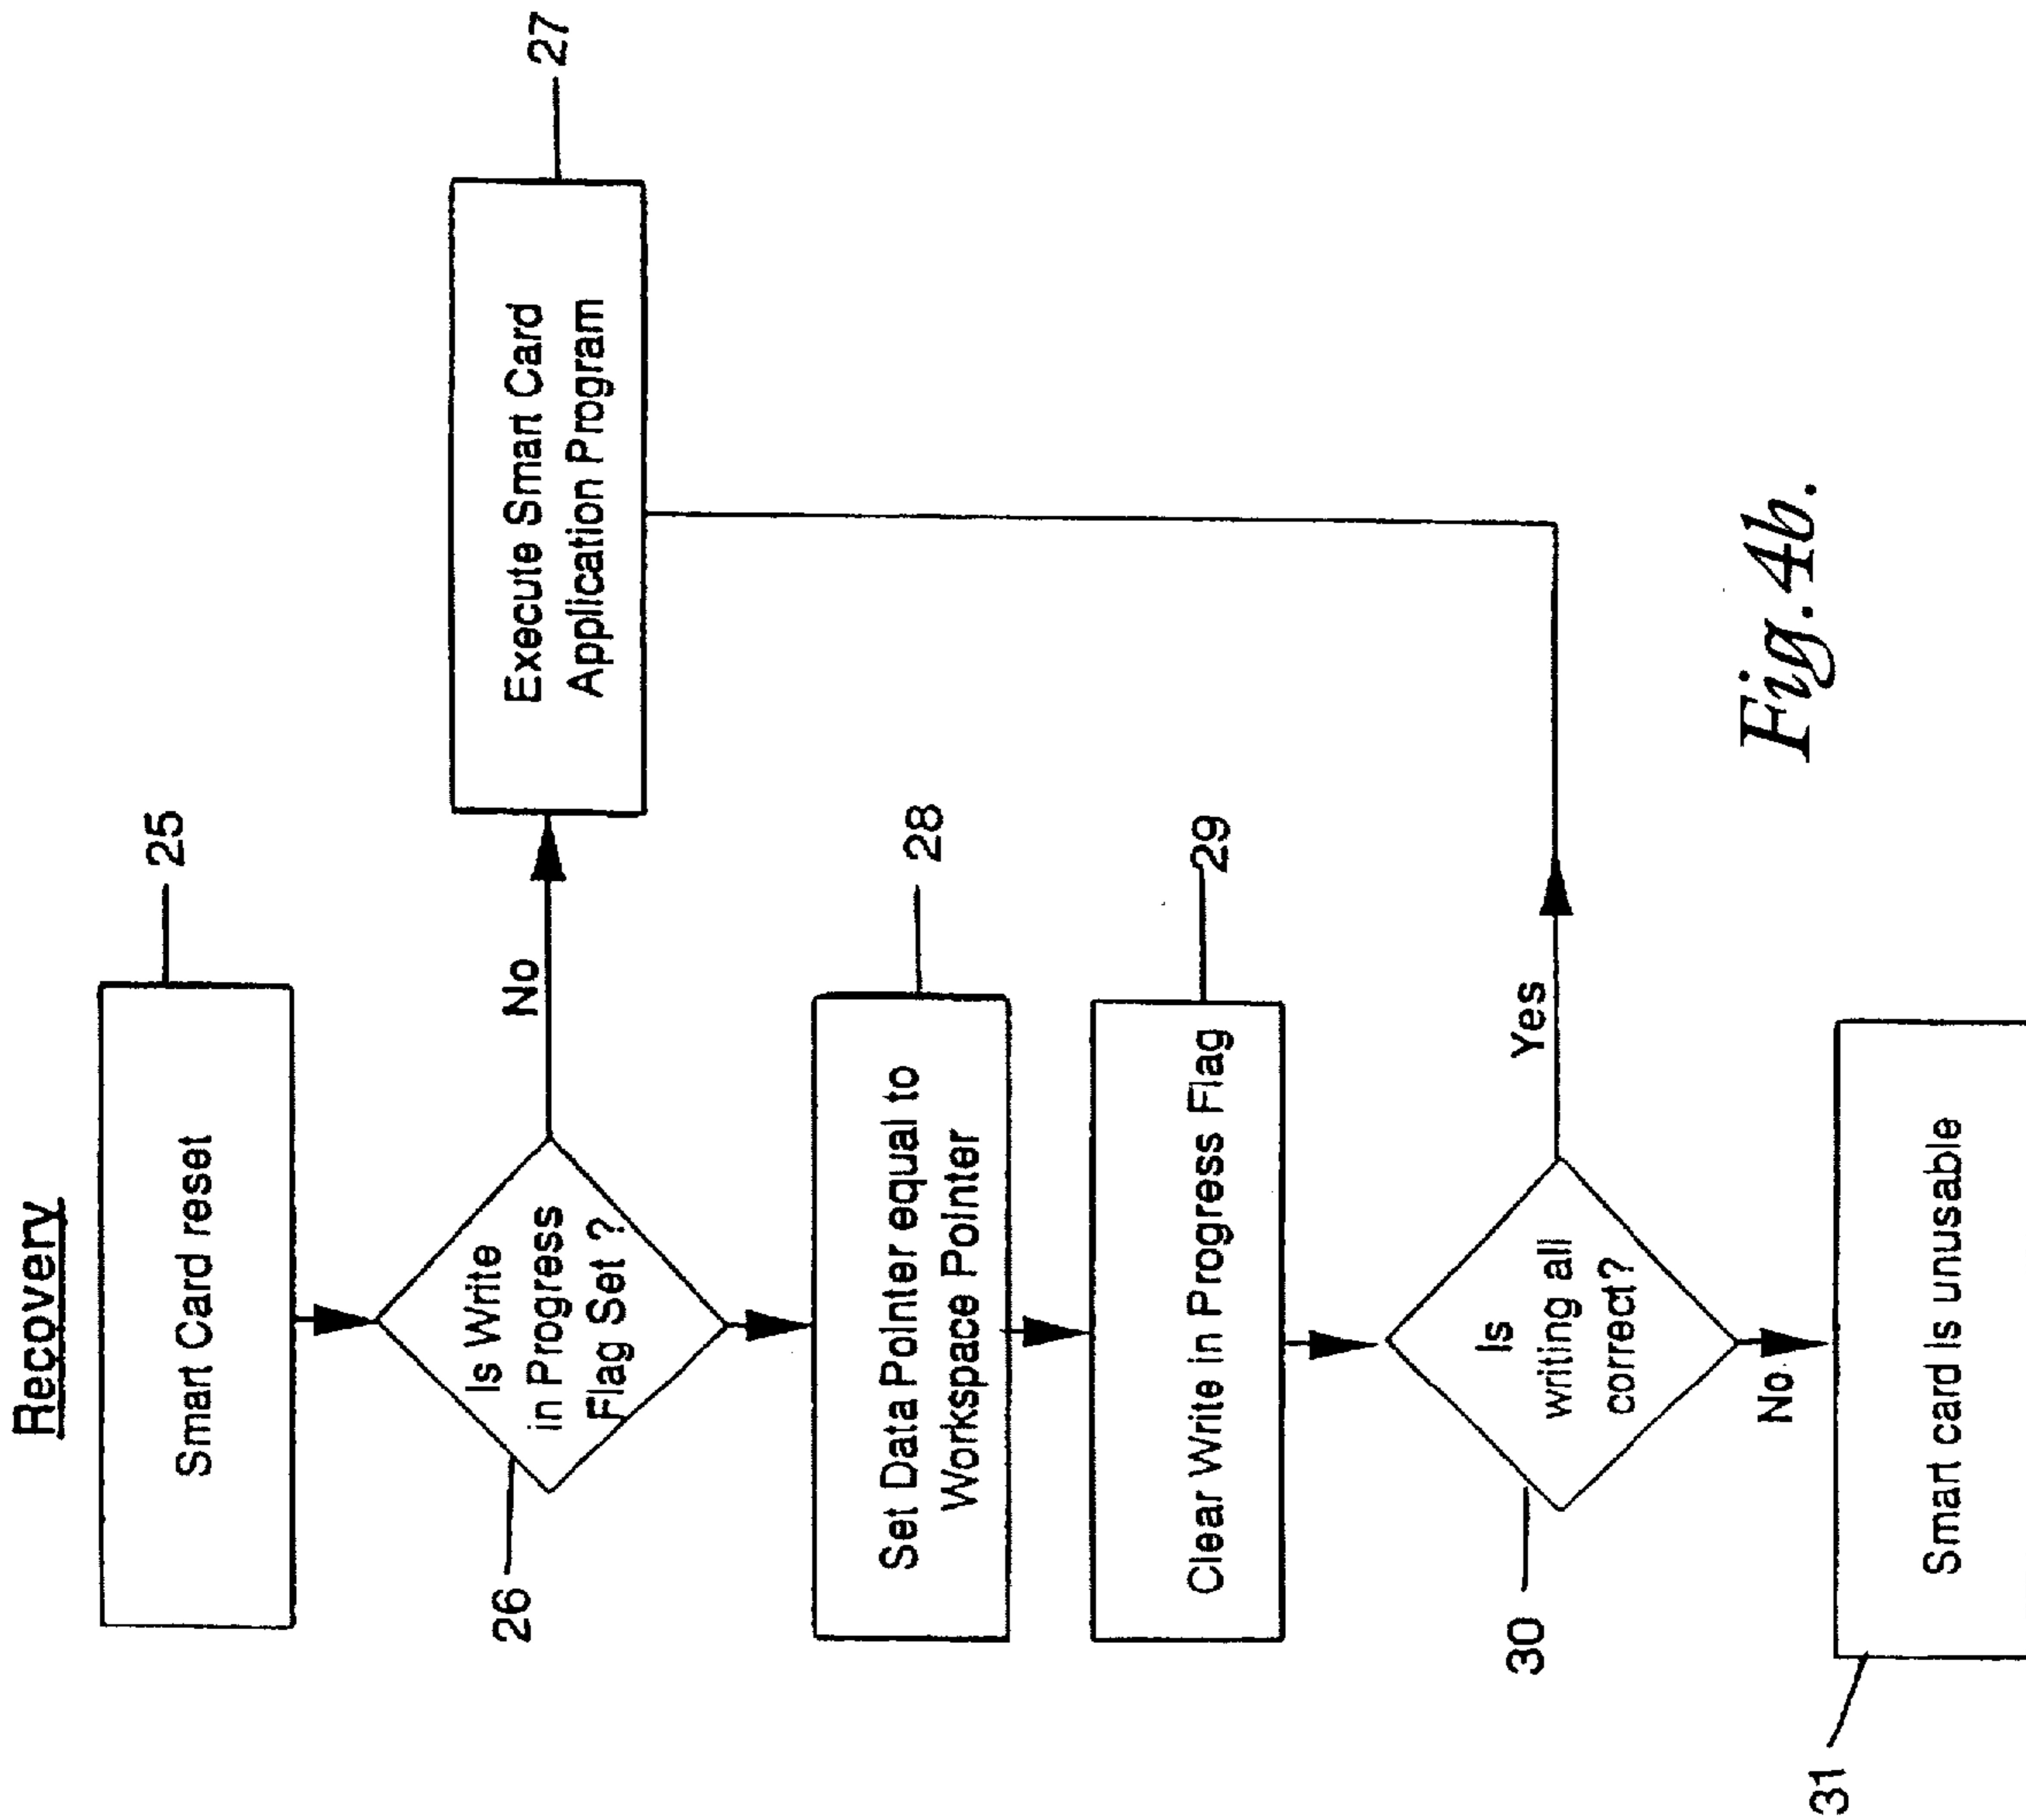 Recovery
Smart Card reset
25
Is Write
in Progress
Flag Set ?
26
No
Execute Smart Card
Application Program
27
Set Data Pointer equal to
Workspace Pointer
28
Clear Write in Progress Flag
29
Is
writing all
correct?
30
Yes
No
Smart card is unusable
31
Fig.4b.